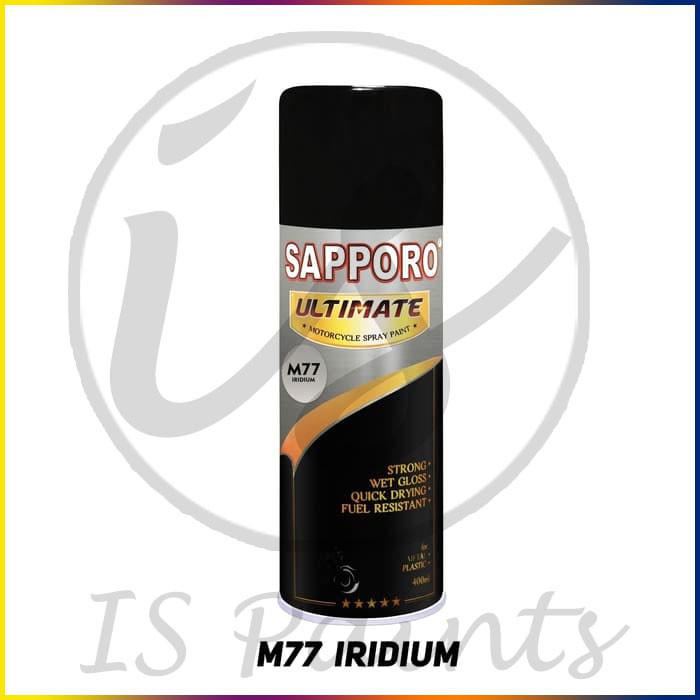 SAPPORO®
ULTIMATE
★ MOTORCYCLE SPRAY PAINT ★
M77
IRIDIUM
STRONG •
WET GLOSS •
QUICK DRYING •
FUEL RESISTANT •
for
METAL •
PLASTIC •
400ml
★★★★★
is
IS Paints
M77 IRIDIUM